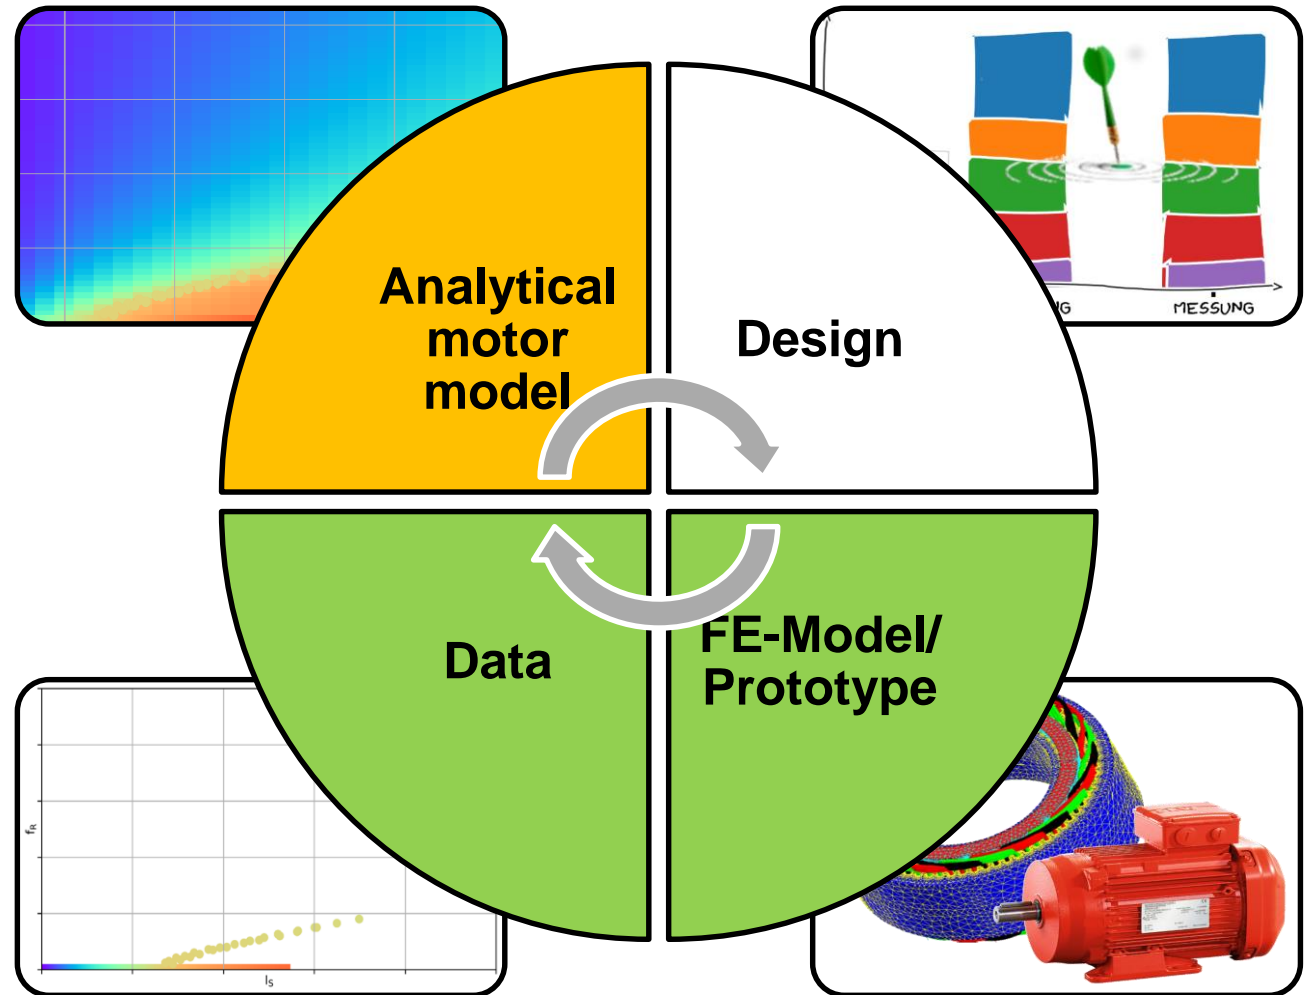 Analytical
motor
model
Design
MESSUNG
Data
FE-Model/
Prototype
f_R
I_S